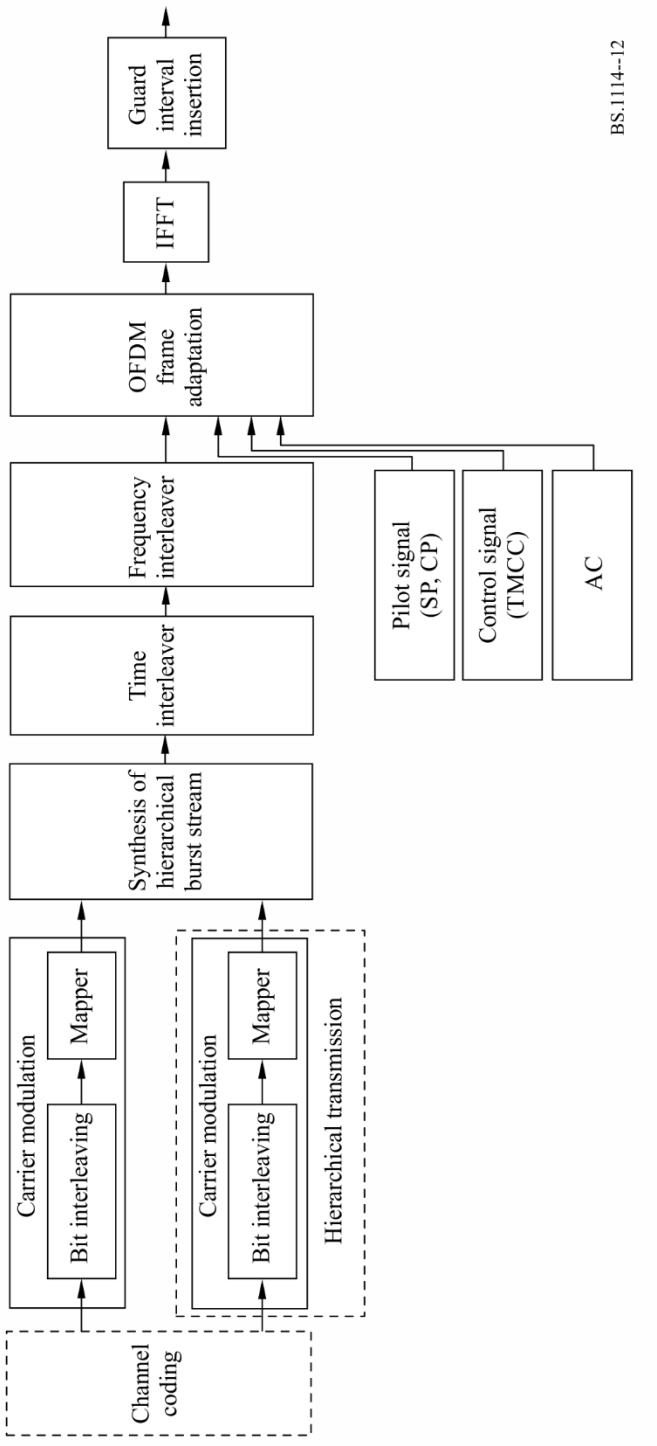 Channel
coding
Carrier modulation
Bit interleaving
Mapper
Carrier modulation
Bit interleaving
Mapper
Hierarchical transmission
Synthesis of
hierarchical
burst stream
Time
interleaver
Frequency
interleaver
OFDM
frame
adaptation
IFFT
Guard
interval
insertion
Pilot signal
(SP, CP)
Control signal
(TMCC)
AC
BS.1114--12